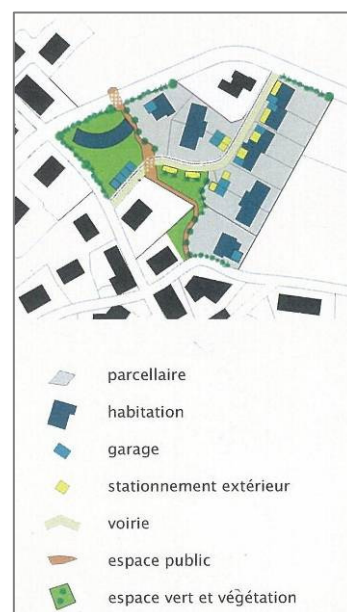 parcellaire
habitation
garage
stationnement extérieur
voirie
espace public
espace vert et végétation